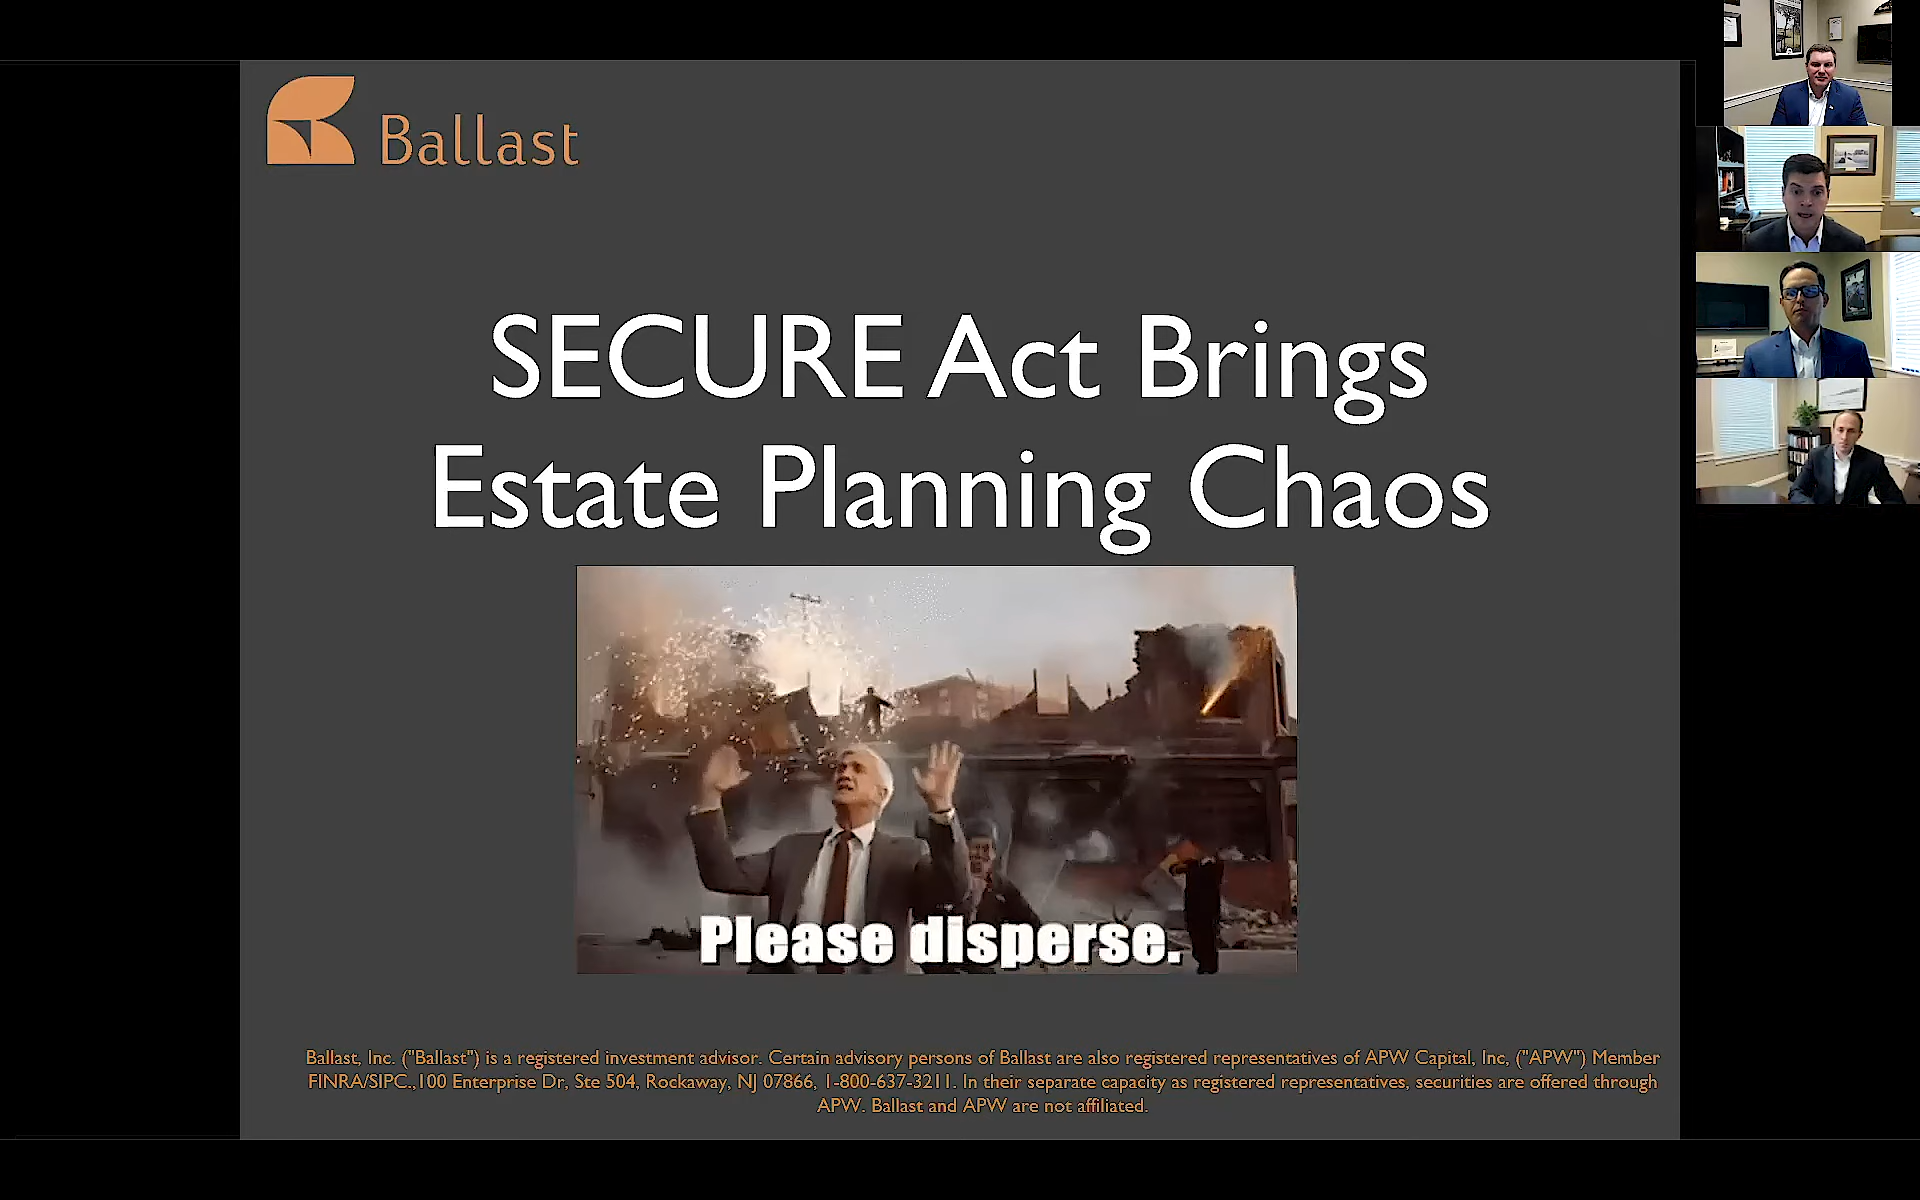 Ballast
SECURE Act Brings
Estate Planning Chaos
Please disperse.
Ballast, Inc. ("Ballast") is a registered investment advisor. Certain advisory persons of Ballast are also registered representatives of APW Capital, Inc, ("APW") Member
FINRA/SIPC.,100 Enterprise Dr, Ste 504, Rockaway, NJ 07866, 1-800-637-3211. In their separate capacity as registered representatives, securities are offered through
APW. Ballast and APW are not affiliated.